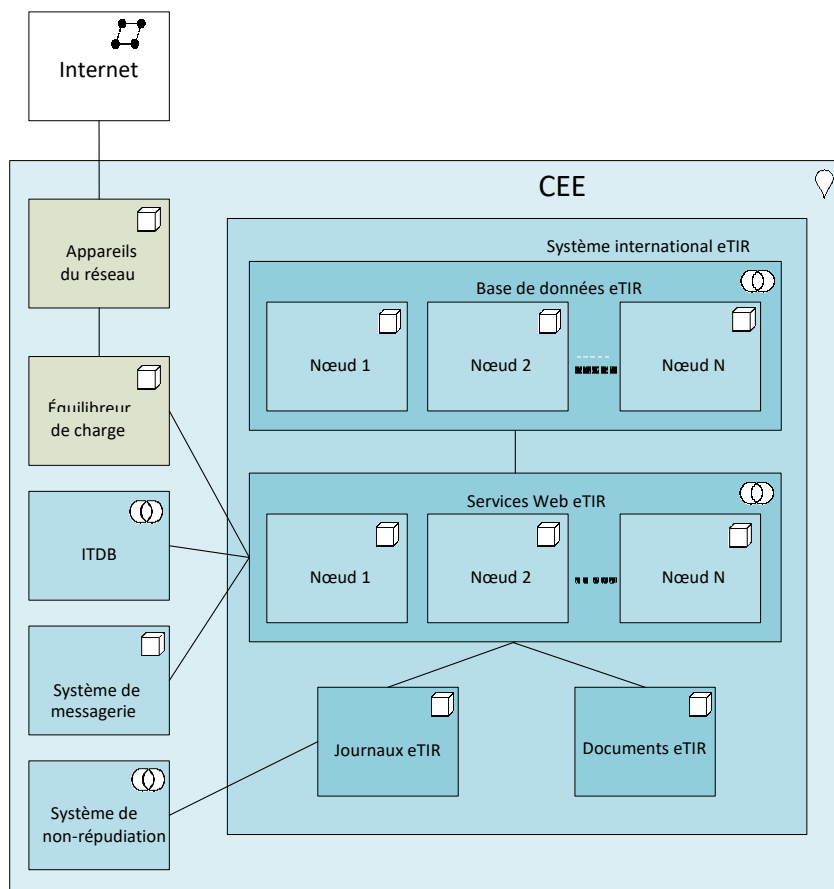 Internet
CEE
Appareils
du réseau
Système international eTIR
Base de données eTIR
Nœud 1
Nœud 2
Nœud N
Équilibreur
de charge
Services Web eTIR
ITDB
Nœud 1
Nœud 2
Nœud N
Système de
messagerie
Journaux eTIR
Documents eTIR
Système de
non-répudiation